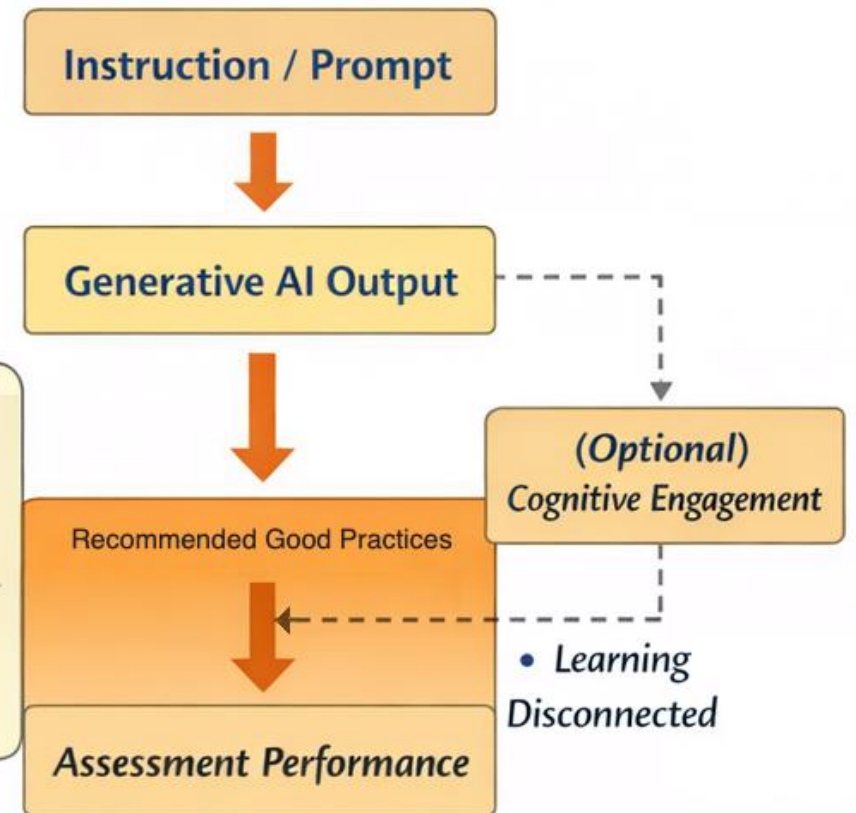 Instruction / Prompt
Generative AI Output
(Optional)
Cognitive Engagement
Recommended Good Practices
• Learning
Disconnected
Assessment Performance